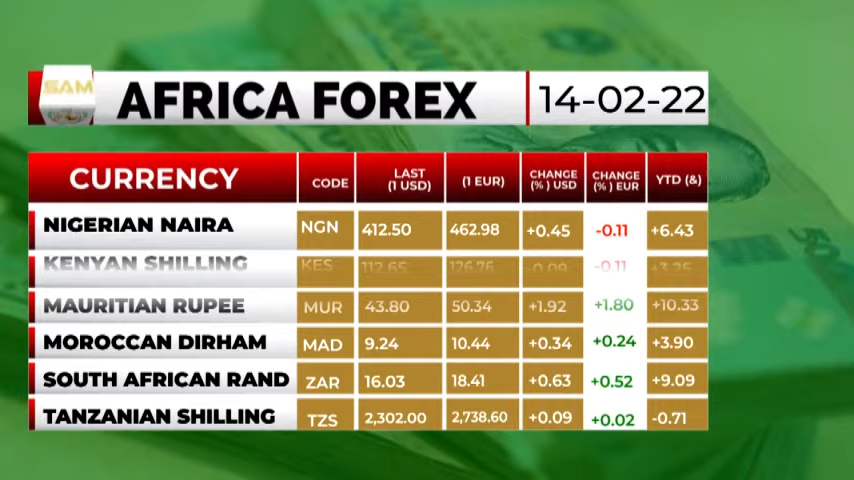 SAM
AFRICA FOREX 14-02-22
CURRENCY CODE LAST (1 USD) (1 EUR) CHANGE (% ) USD CHANGE (% ) EUR YTD (&)
NIGERIAN NAIRA NGN 412.50 462.98 +0.45 -0.11 +6.43
KENYAN SHILLING KES 112.65 126.76 -0.09 -0.11 +3.25
MAURITIAN RUPEE MUR 43.80 50.34 +1.92 +1.80 +10.33
MOROCCAN DIRHAM MAD 9.24 10.44 +0.34 +0.24 +3.90
SOUTH AFRICAN RAND ZAR 16.03 18.41 +0.63 +0.52 +9.09
TANZANIAN SHILLING TZS 2,302.00 2,738.60 +0.09 +0.02 -0.71